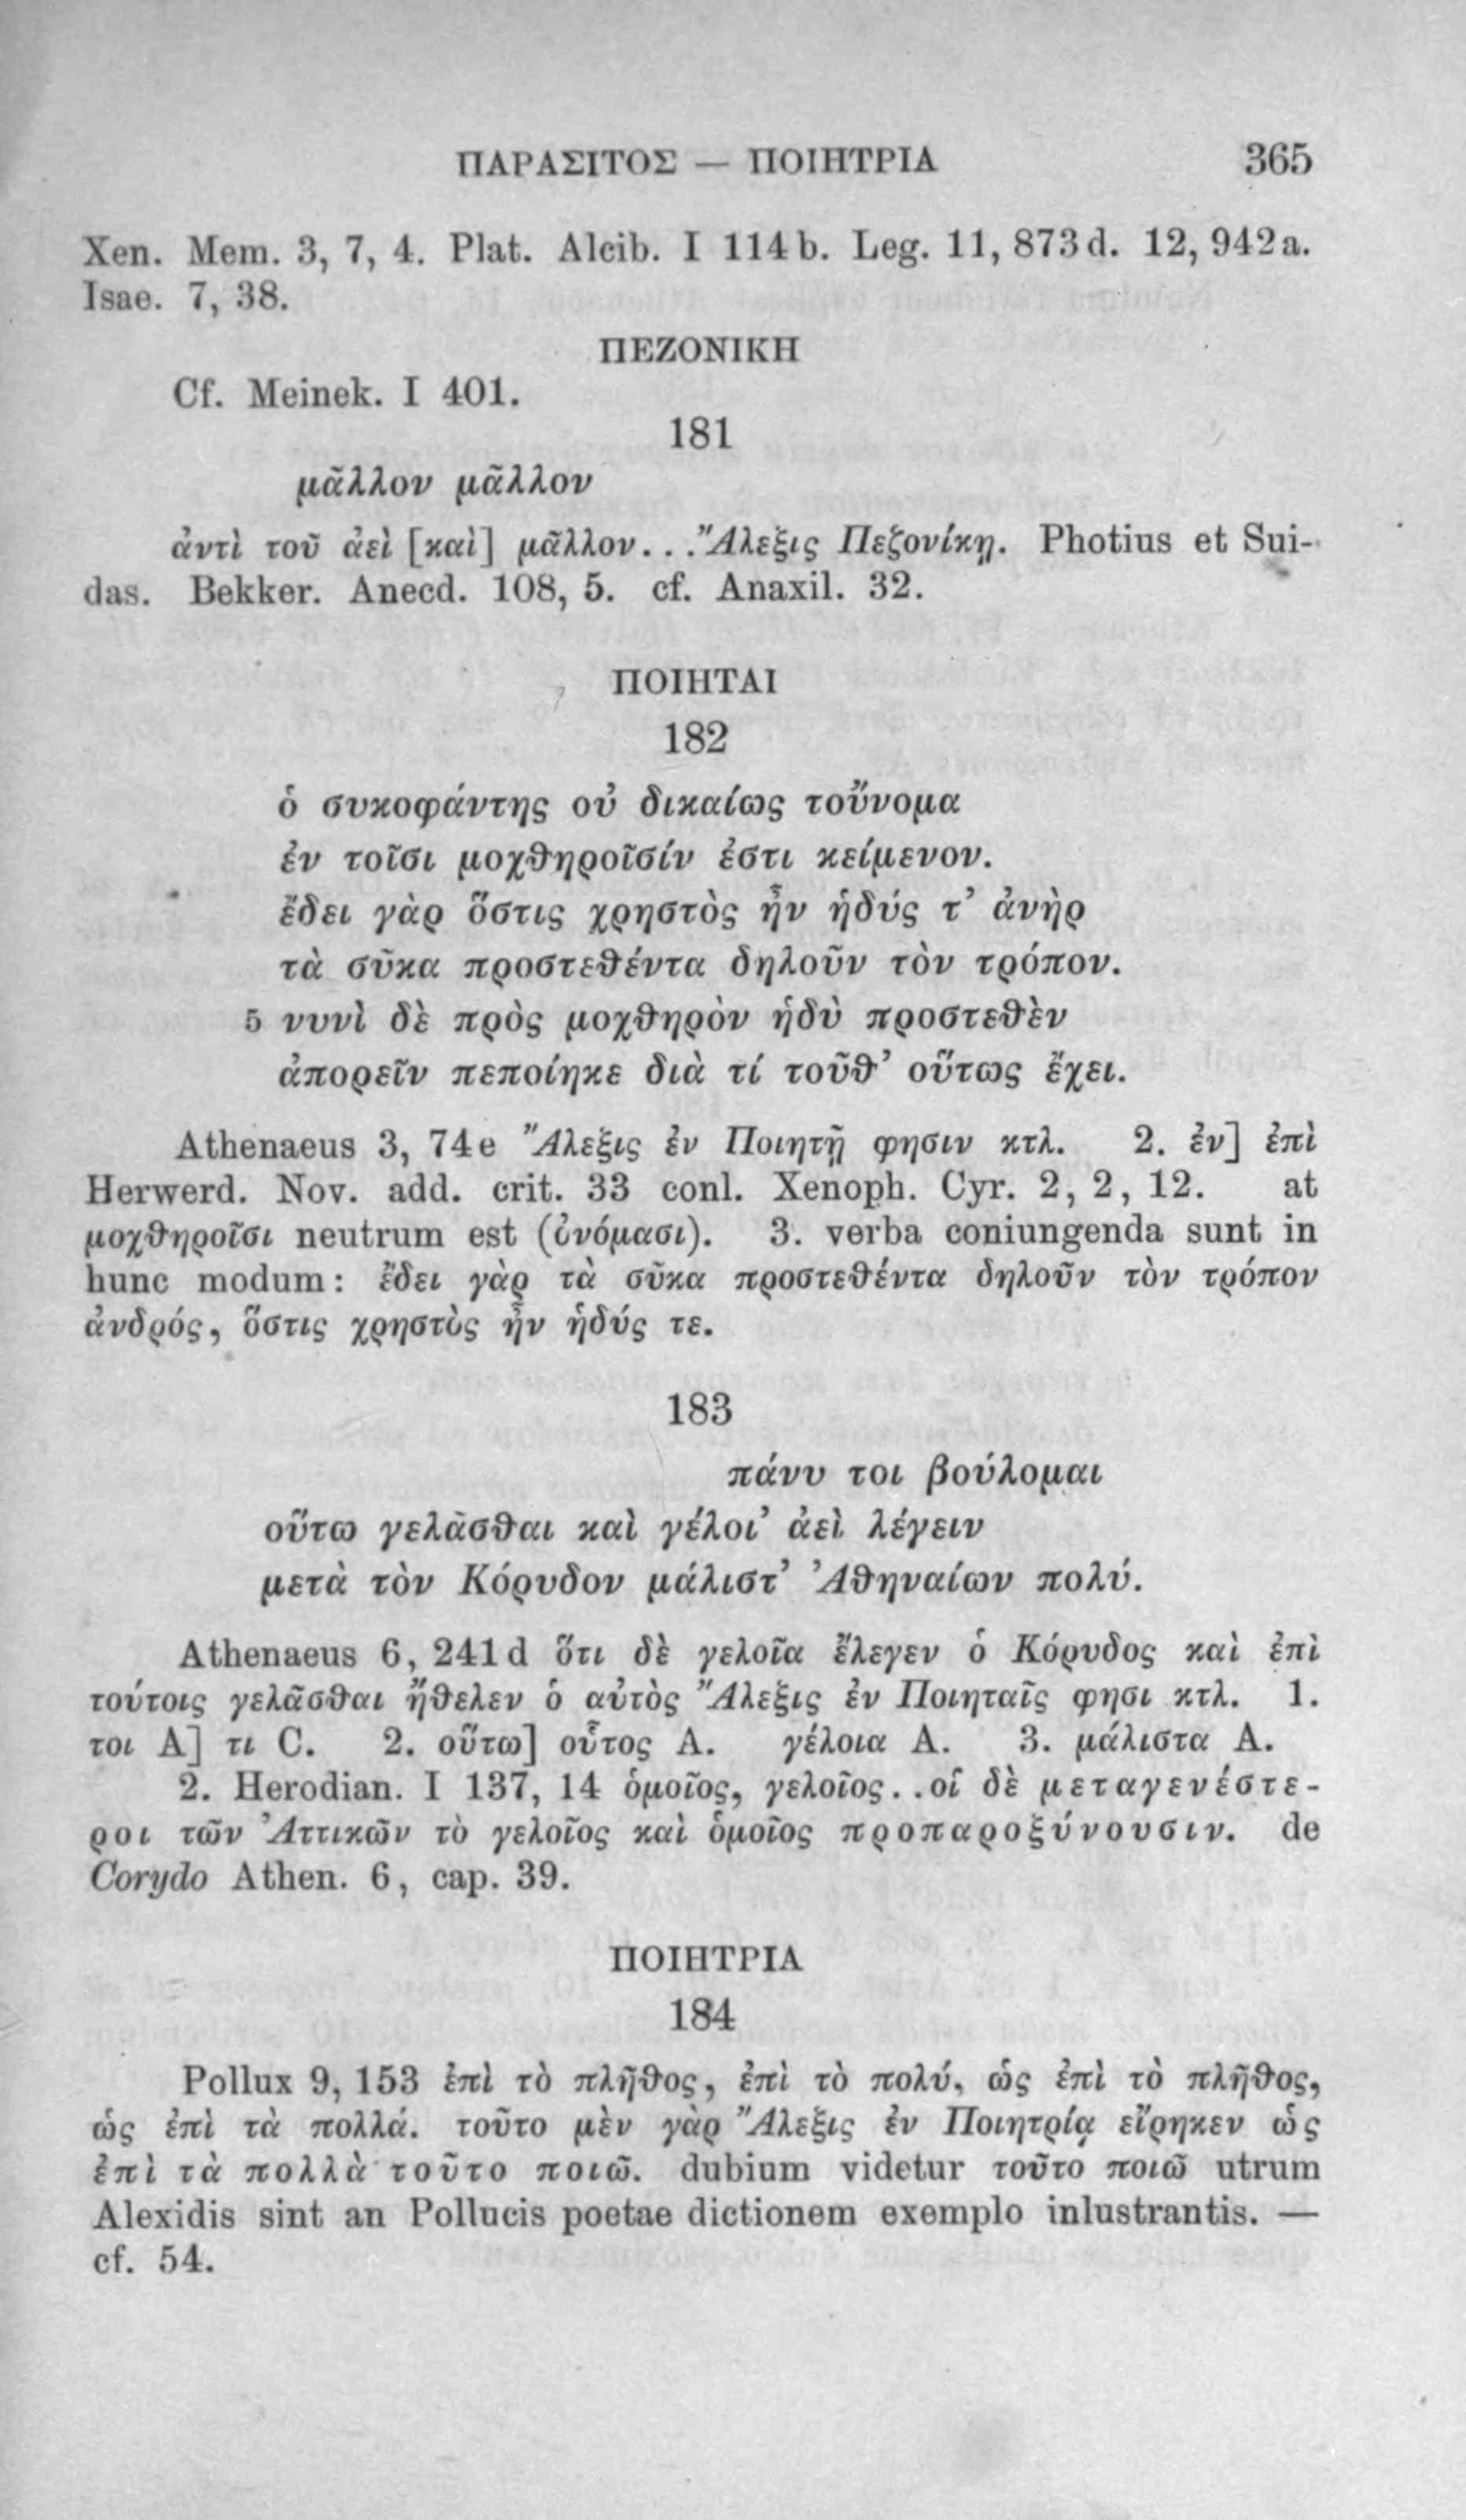 ΠΑΡΑΣΙΤΟΣ — ΠΟΙΗΤΡΙΑ 365
Xen. Mem. 3, 7, 4. Plat. Alcib. I 114 b. Leg. 11, 873 d. 12, 942 a.
Isae. 7, 38.
ΠΕΖΟΝΙΚΗ
Cf. Meinek. I 401.
181
μᾶλλον μᾶλλον
ἀντὶ τοῦ ἀεὶ [καὶ] μᾶλλον... Ἄλεξις Πεζονίκῃ. Photius et Sui-
das. Bekker. Anecd. 108, 5. cf. Anaxil. 32.
ΠΟΙΗΤΑΙ
182
ὁ συκοφάντης οὐ δικαίως τοὔνομα
ἐν τοῖσι μοχθηροῖσίν ἐστι κείμενον.
ἔδει γὰρ ὅστις χρηστὸς ἦν ἡδύς τ’ ἀνὴρ
τὰ σῦκα προστεθέντα δηλοῦν τὸν τρόπον.
5 νυνὶ δὲ πρὸς μοχθηρὸν ἡδὺ προστεθὲν
ἀπορεῖν πεποίηκε διὰ τί τοῦθ’ οὕτως ἔχει.
Athenaeus 3, 74 e Ἄλεξις ἐν Ποιητῇ φησιν κτλ. 2. ἐν] ἐπὶ
Herwerd. Nov. add. crit. 33 conl. Xenoph. Cyr. 2, 2, 12. at
μοχθηροῖσι neutrum est (ὀνόμασι). 3. verba coniungenda sunt in
hunc modum: ἔδει γὰρ τὰ σῦκα προστεθέντα δηλοῦν τὸν τρόπον
ἀνδρός, ὅστις χρηστὸς ἦν ἡδύς τε.
183
πάνυ τοι βούλομαι
οὕτω γελᾶσθαι καὶ γέλοι’ ἀεὶ λέγειν
μετὰ τὸν Κόρυδον μάλιστ’ Ἀθηναίων πολύ.
Athenaeus 6, 241 d ὅτι δὲ γελοῖα ἔλεγεν ὁ Κόρυδος καὶ ἐπὶ
τούτοις γελᾶσθαι ἤθελεν ὁ αὐτὸς Ἄλεξις ἐν Ποιηταῖς φησι κτλ. 1.
τοι A] τι C. 2. οὕτω] οὗτος A. γέλοια A. 3. μάλιστα A.
2. Herodian. I 137, 14 ὁμοῖος, γελοῖος.. οἱ δὲ μεταγενέστε-
ροι τῶν Ἀττικῶν τὸ γελοῖος καὶ ὁμοῖος προπαροξύνουσιν. de
Corydo Athen. 6, cap. 39.
ΠΟΙΗΤΡΙΑ
184
Pollux 9, 153 ἐπὶ τὸ πλῆθος, ἐπὶ τὸ πολύ, ὡς ἐπὶ τὸ πλῆθος,
ὡς ἐπὶ τὰ πολλά. τοῦτο μὲν γὰρ Ἄλεξις ἐν Ποιητρίᾳ εἴρηκεν ὡς
ἐπὶ τὰ πολλὰ τοῦτο ποιῶ. dubium videtur τοῦτο ποιῶ utrum
Alexidis sint an Pollucis poetae dictionem exemplo inlustrantis. —
cf. 54.